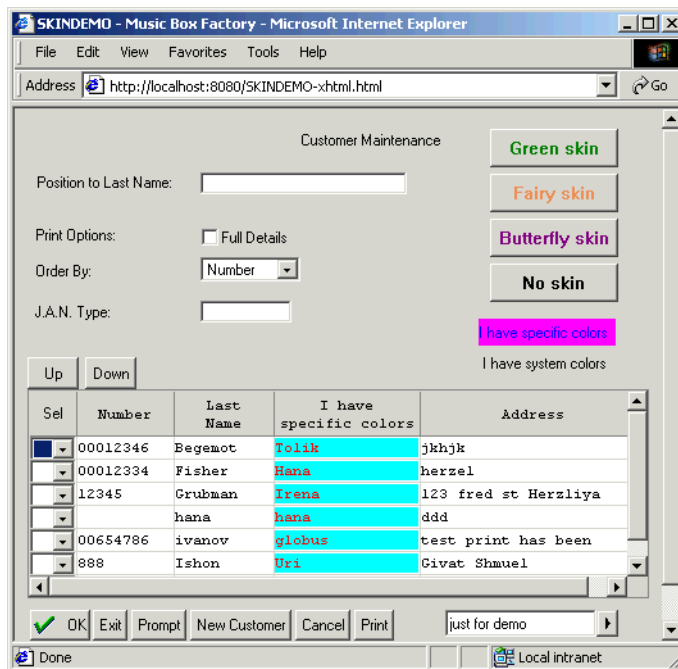 SKINDEMO - Music Box Factory - Microsoft Internet Explorer
File Edit View Favorites Tools Help
Address http://localhost:8080/SKINDEMO-xhtml.html Go
Customer Maintenance
Green skin
Position to Last Name:
Fairy skin
Print Options: Full Details
Butterfly skin
Order By: Number
No skin
J.A.N. Type:
I have specific colors
I have system colors
Up Down
Sel Number Last Name I have specific colors Address
00012346 Begemot Tolik jkhjk
00012334 Fisher Hana herzel
12345 Grubman Irena 123 fred st Herzliya
hana hana ddd
00654786 ivanov globus test print has been
888 Ishon Uri Givat Shmuel
OK Exit Prompt New Customer Cancel Print just for demo
Done Local intranet